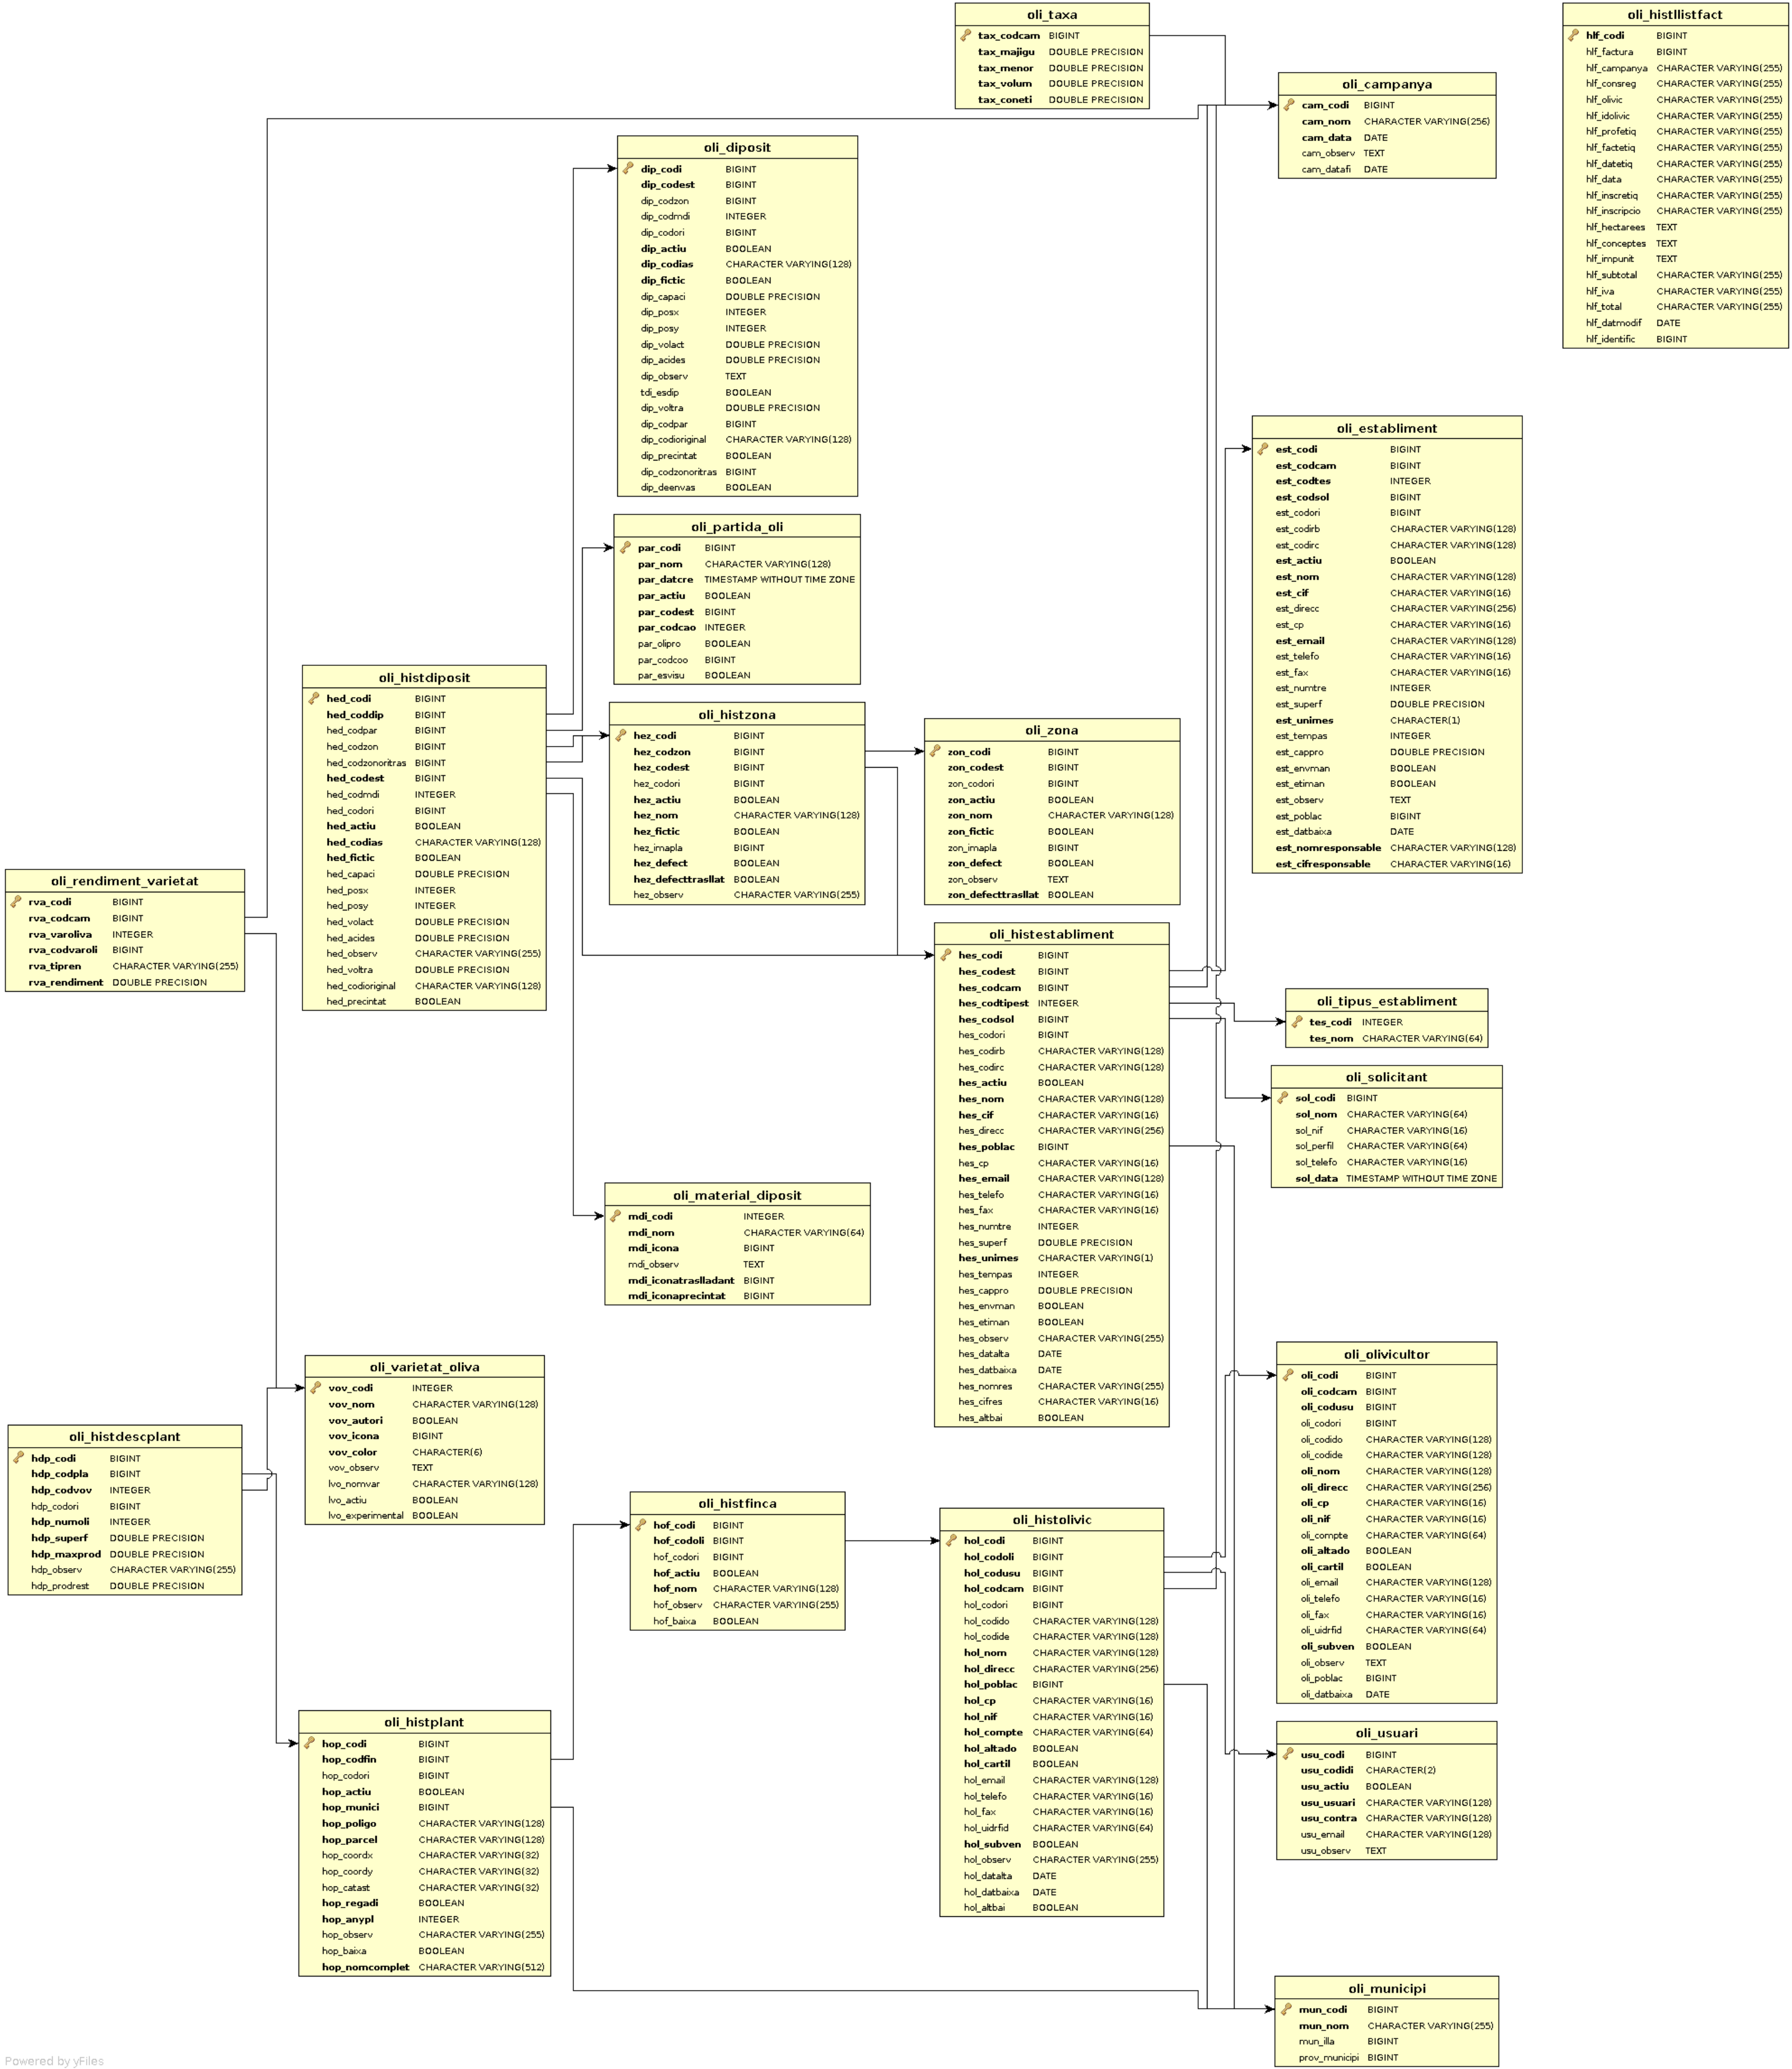 oli_taxa
tax_codcam BIGINT
tax_majigu DOUBLE PRECISION
tax_menor DOUBLE PRECISION
tax_volum DOUBLE PRECISION
tax_coneti DOUBLE PRECISION
oli_histllistfact
hlf_codi BIGINT
hlf_factura BIGINT
hlf_campanya CHARACTER VARYING(255)
hlf_consreg CHARACTER VARYING(255)
hlf_olivic CHARACTER VARYING(255)
hlf_idolivic CHARACTER VARYING(255)
hlf_profetiq CHARACTER VARYING(255)
hlf_factetiq CHARACTER VARYING(255)
hlf_datetiq CHARACTER VARYING(255)
hlf_data CHARACTER VARYING(255)
hlf_inscretiq CHARACTER VARYING(255)
hlf_inscripcio CHARACTER VARYING(255)
hlf_hectarees TEXT
hlf_conceptes TEXT
hlf_impunit TEXT
hlf_subtotal CHARACTER VARYING(255)
hlf_iva CHARACTER VARYING(255)
hlf_total CHARACTER VARYING(255)
hlf_datmodif DATE
hlf_identific BIGINT
oli_campanya
cam_codi BIGINT
cam_nom CHARACTER VARYING(256)
cam_data DATE
cam_observ TEXT
cam_datafi DATE
oli_diposit
dip_codi BIGINT
dip_codest BIGINT
dip_codzon BIGINT
dip_codmdi INTEGER
dip_codori BIGINT
dip_actiu BOOLEAN
dip_codias CHARACTER VARYING(128)
dip_fictic BOOLEAN
dip_capaci DOUBLE PRECISION
dip_posx INTEGER
dip_posy INTEGER
dip_volact DOUBLE PRECISION
dip_acides DOUBLE PRECISION
dip_observ TEXT
tdi_esdip BOOLEAN
dip_voltra DOUBLE PRECISION
dip_codpar BIGINT
dip_codioriginal CHARACTER VARYING(128)
dip_precintat BOOLEAN
dip_codzonoritras BIGINT
dip_deenvas BOOLEAN
oli_establiment
est_codi BIGINT
est_codcam BIGINT
est_codtes INTEGER
est_codsol BIGINT
est_codori BIGINT
est_codirb CHARACTER VARYING(128)
est_codirc CHARACTER VARYING(128)
est_actiu BOOLEAN
est_nom CHARACTER VARYING(128)
est_cif CHARACTER VARYING(16)
est_direcc CHARACTER VARYING(256)
est_cp CHARACTER VARYING(16)
est_email CHARACTER VARYING(128)
est_telefo CHARACTER VARYING(16)
est_fax CHARACTER VARYING(16)
est_numtre INTEGER
est_superf DOUBLE PRECISION
est_unimes CHARACTER(1)
est_tempas INTEGER
est_cappro DOUBLE PRECISION
est_envman BOOLEAN
est_etiman BOOLEAN
est_observ TEXT
est_poblac BIGINT
est_datbaixa DATE
est_nomresponsable CHARACTER VARYING(128)
est_cifresponsable CHARACTER VARYING(16)
oli_partida_oli
par_codi BIGINT
par_nom CHARACTER VARYING(128)
par_datcre TIMESTAMP WITHOUT TIME ZONE
par_actiu BOOLEAN
par_codest BIGINT
par_codcao INTEGER
par_olipro BOOLEAN
par_codcoo BIGINT
par_esvisu BOOLEAN
oli_histdiposit
hed_codi BIGINT
hed_coddip BIGINT
hed_codpar BIGINT
hed_codzon BIGINT
hed_codzonoritras BIGINT
hed_codest BIGINT
hed_codmdi INTEGER
hed_codori BIGINT
hed_actiu BOOLEAN
hed_codias CHARACTER VARYING(128)
hed_fictic BOOLEAN
hed_capaci DOUBLE PRECISION
hed_posx INTEGER
hed_posy INTEGER
hed_volact DOUBLE PRECISION
hed_acides DOUBLE PRECISION
hed_observ CHARACTER VARYING(255)
hed_voltra DOUBLE PRECISION
hed_codioriginal CHARACTER VARYING(128)
hed_precintat BOOLEAN
oli_histzona
hez_codi BIGINT
hez_codzon BIGINT
hez_codest BIGINT
hez_codori BIGINT
hez_actiu BOOLEAN
hez_nom CHARACTER VARYING(128)
hez_fictic BOOLEAN
hez_imapla BIGINT
hez_defect BOOLEAN
hez_defecttrasllat BOOLEAN
hez_observ CHARACTER VARYING(255)
oli_zona
zon_codi BIGINT
zon_codest BIGINT
zon_codori BIGINT
zon_actiu BOOLEAN
zon_nom CHARACTER VARYING(128)
zon_fictic BOOLEAN
zon_imapla BIGINT
zon_defect BOOLEAN
zon_observ TEXT
zon_defecttrasllat BOOLEAN
oli_rendiment_varietat
rva_codi BIGINT
rva_codcam BIGINT
rva_varoliva INTEGER
rva_codvaroli BIGINT
rva_tipren CHARACTER VARYING(255)
rva_rendiment DOUBLE PRECISION
oli_histestabliment
hes_codi BIGINT
hes_codest BIGINT
hes_codcam BIGINT
hes_codtipest INTEGER
hes_codsol BIGINT
hes_codori BIGINT
hes_codirb CHARACTER VARYING(128)
hes_codirc CHARACTER VARYING(128)
hes_actiu BOOLEAN
hes_nom CHARACTER VARYING(128)
hes_cif CHARACTER VARYING(16)
hes_direcc CHARACTER VARYING(256)
hes_poblac BIGINT
hes_cp CHARACTER VARYING(16)
hes_email CHARACTER VARYING(128)
hes_telefo CHARACTER VARYING(16)
hes_fax CHARACTER VARYING(16)
hes_numtre INTEGER
hes_superf DOUBLE PRECISION
hes_unimes CHARACTER VARYING(1)
hes_tempas INTEGER
hes_cappro DOUBLE PRECISION
hes_envman BOOLEAN
hes_etiman BOOLEAN
hes_observ CHARACTER VARYING(255)
hes_datalta DATE
hes_datbaixa DATE
hes_nomres CHARACTER VARYING(255)
hes_cifres CHARACTER VARYING(16)
hes_altbai BOOLEAN
oli_tipus_establiment
tes_codi INTEGER
tes_nom CHARACTER VARYING(64)
oli_solicitant
sol_codi BIGINT
sol_nom CHARACTER VARYING(64)
sol_nif CHARACTER VARYING(16)
sol_perfil CHARACTER VARYING(64)
sol_telefo CHARACTER VARYING(16)
sol_data TIMESTAMP WITHOUT TIME ZONE
oli_material_diposit
mdi_codi INTEGER
mdi_nom CHARACTER VARYING(64)
mdi_icona BIGINT
mdi_observ TEXT
mdi_iconatraslladant BIGINT
mdi_iconaprecintat BIGINT
oli_varietat_oliva
vov_codi INTEGER
vov_nom CHARACTER VARYING(128)
vov_autori BOOLEAN
vov_icona BIGINT
vov_color CHARACTER(6)
vov_observ TEXT
lvo_nomvar CHARACTER VARYING(128)
lvo_actiu BOOLEAN
lvo_experimental BOOLEAN
oli_olivicultor
oli_codi BIGINT
oli_codcam BIGINT
oli_codusu BIGINT
oli_codori BIGINT
oli_codido CHARACTER VARYING(128)
oli_codide CHARACTER VARYING(128)
oli_nom CHARACTER VARYING(128)
oli_direcc CHARACTER VARYING(256)
oli_cp CHARACTER VARYING(16)
oli_nif CHARACTER VARYING(16)
oli_compte CHARACTER VARYING(64)
oli_altado BOOLEAN
oli_cartil BOOLEAN
oli_email CHARACTER VARYING(128)
oli_telefo CHARACTER VARYING(16)
oli_fax CHARACTER VARYING(16)
oli_uidrfid CHARACTER VARYING(64)
oli_subven BOOLEAN
oli_observ TEXT
oli_poblac BIGINT
oli_datbaixa DATE
oli_histdescplant
hdp_codi BIGINT
hdp_codpla BIGINT
hdp_codvov INTEGER
hdp_codori BIGINT
hdp_numoli INTEGER
hdp_superf DOUBLE PRECISION
hdp_maxprod DOUBLE PRECISION
hdp_observ CHARACTER VARYING(255)
hdp_prodrest DOUBLE PRECISION
oli_histfinca
hof_codi BIGINT
hof_codoli BIGINT
hof_codori BIGINT
hof_actiu BOOLEAN
hof_nom CHARACTER VARYING(128)
hof_observ CHARACTER VARYING(255)
hof_baixa BOOLEAN
oli_histolivic
hol_codi BIGINT
hol_codoli BIGINT
hol_codusu BIGINT
hol_codcam BIGINT
hol_codori BIGINT
hol_codido CHARACTER VARYING(128)
hol_codide CHARACTER VARYING(128)
hol_nom CHARACTER VARYING(128)
hol_direcc CHARACTER VARYING(256)
hol_poblac BIGINT
hol_cp CHARACTER VARYING(16)
hol_nif CHARACTER VARYING(16)
hol_compte CHARACTER VARYING(64)
hol_altado BOOLEAN
hol_cartil BOOLEAN
hol_email CHARACTER VARYING(128)
hol_telefo CHARACTER VARYING(16)
hol_fax CHARACTER VARYING(16)
hol_uidrfid CHARACTER VARYING(64)
hol_subven BOOLEAN
hol_observ CHARACTER VARYING(255)
hol_datalta DATE
hol_datbaixa DATE
hol_altbai BOOLEAN
oli_histplant
hop_codi BIGINT
hop_codfin BIGINT
hop_codori BIGINT
hop_actiu BOOLEAN
hop_munici BIGINT
hop_poligo CHARACTER VARYING(128)
hop_parcel CHARACTER VARYING(128)
hop_coordx CHARACTER VARYING(32)
hop_coordy CHARACTER VARYING(32)
hop_catast CHARACTER VARYING(32)
hop_regadi BOOLEAN
hop_anypl INTEGER
hop_observ CHARACTER VARYING(255)
hop_baixa BOOLEAN
hop_nomcomplet CHARACTER VARYING(512)
oli_usuari
usu_codi BIGINT
usu_codidi CHARACTER(2)
usu_actiu BOOLEAN
usu_usuari CHARACTER VARYING(128)
usu_contra CHARACTER VARYING(128)
usu_email CHARACTER VARYING(128)
usu_observ TEXT
oli_municipi
mun_codi BIGINT
mun_nom CHARACTER VARYING(255)
mun_illa BIGINT
prov_municipi BIGINT
Powered by yFiles